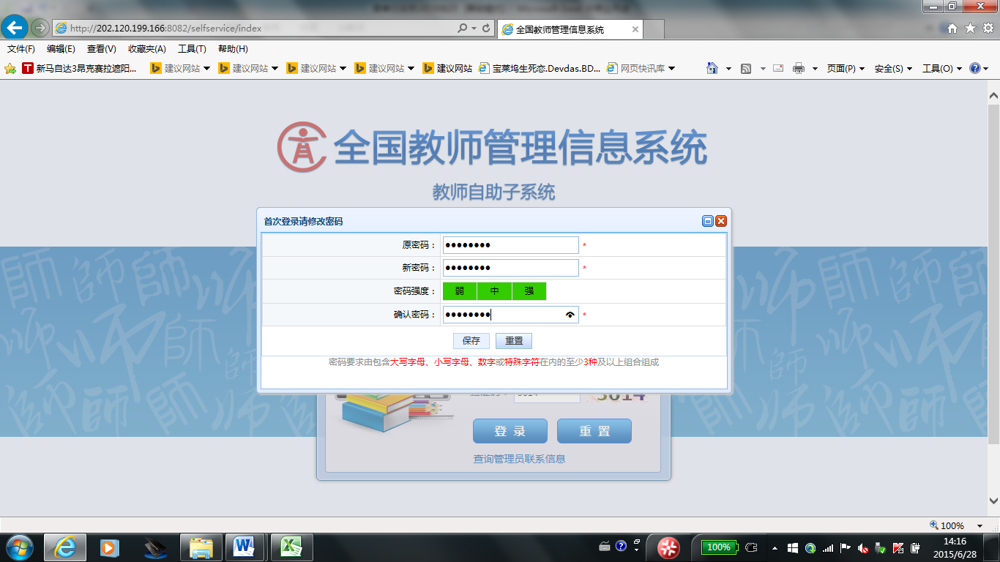 http://202.120.199.166:8082/selfservice/index
全国教师管理信息系统
文件(F) 编辑(E) 查看(V) 收藏夹(A) 工具(T) 帮助(H)
新马自达3昂克赛拉遮阳... 建议网站 建议网站 建议网站 建议网站 建议网站 宝莱坞生死恋.Devdas.BD... 网页快讯库 页面(P) 安全(S) 工具(O)
全国教师管理信息系统
教师自助子系统
首次登录请修改密码
原密码： *
新密码： *
密码强度： 弱 中 强
确认密码： *
保存 重置
密码要求由包含大写字母、小写字母、数字或特殊字符在内的至少3种及以上组合组成
登 录 重 置
查询管理员联系信息
100%
100%
14:16
2015/6/28